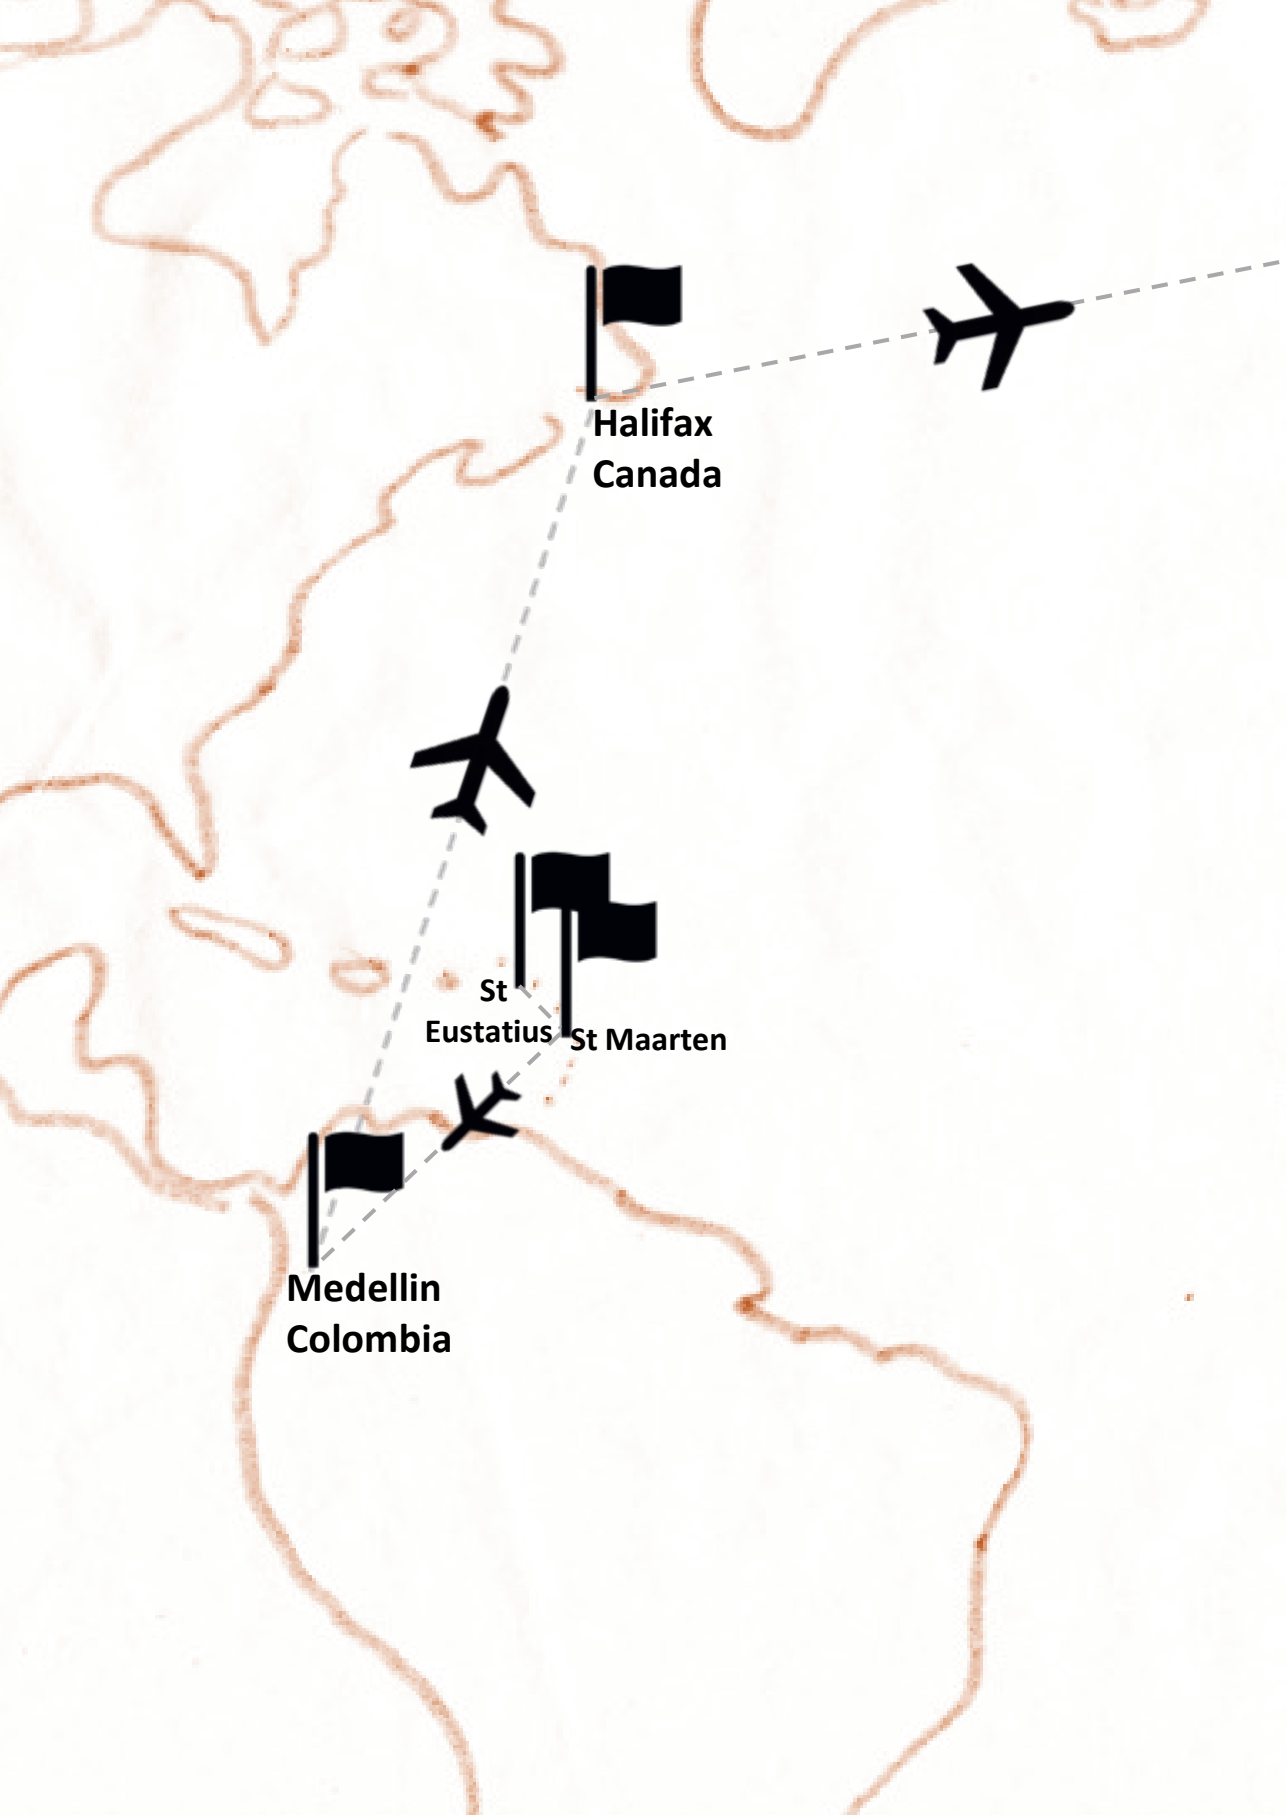 Halifax
Canada
St
Eustatius
St Maarten
Medellin
Colombia